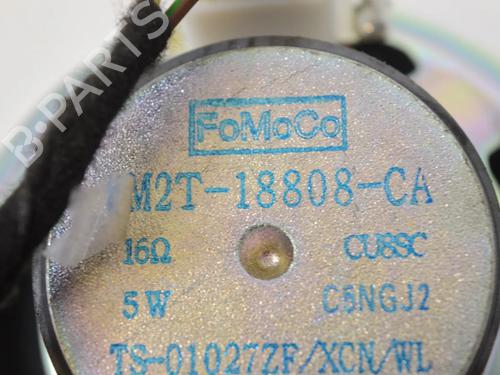 FoMoCo
M2T-18808-CA
16Ω CU8SC
5W C5NGJ2
TS-01027ZF/XCN/WL
B-PARTS